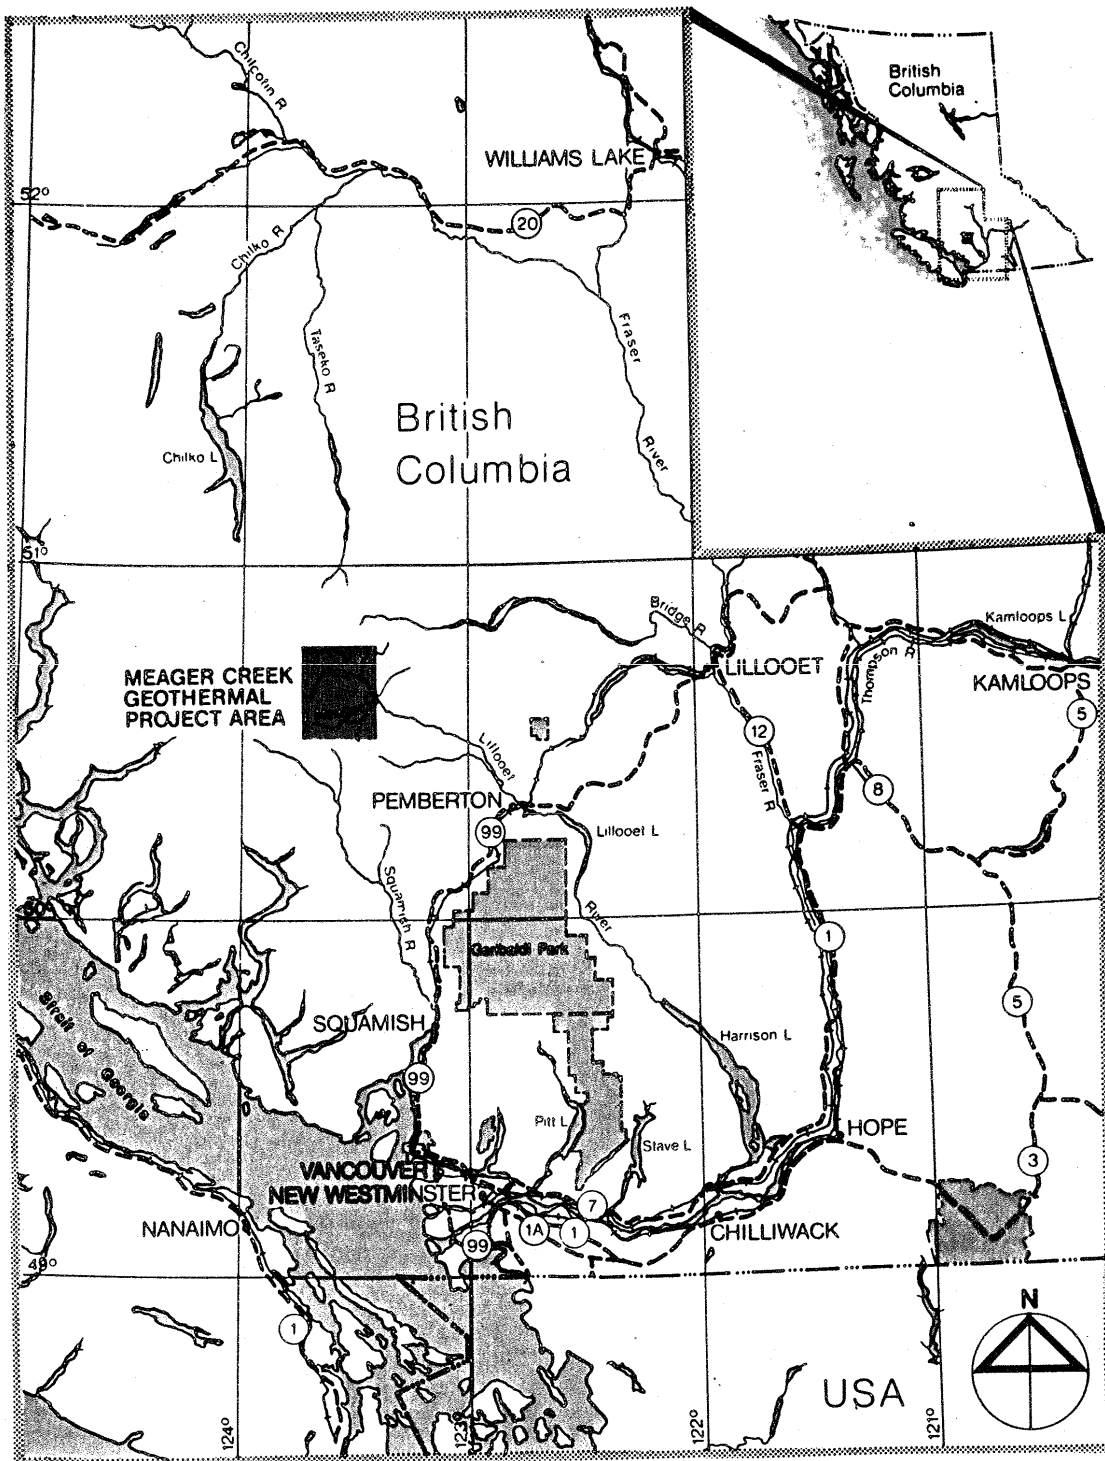 Chilcotin R
British
Columbia
WILLIAMS LAKE
52°
20
Chilko R
Taseko R
Fraser
River
British
Columbia
Chilko L
51°
Bridge R
Kamloops L
LILLOOET
Thompson R
KAMLOOPS
MEAGER CREEK
GEOTHERMAL
PROJECT AREA
5
12
Lillooet
Fraser R
8
PEMBERTON
99
Lillooet L
Squamish R
River
50°
1
Garibaldi Park
5
Strait of Georgia
SQUAMISH
Harrison L
99
Pitt L
Stave L
HOPE
3
VANCOUVER
NEW WESTMINSTER
7
NANAIMO
1A
1
CHILLIWACK
99
49°
1
N
USA
124°
123°
122°
121°